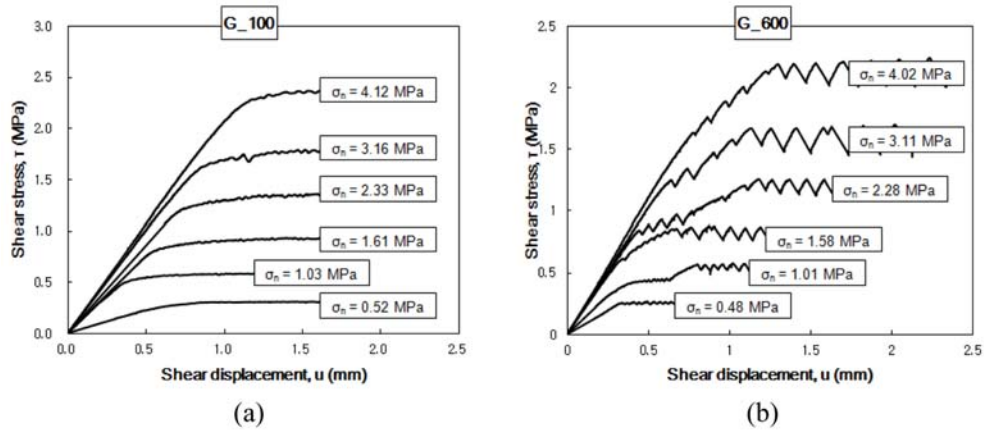 G_100
Shear stress, τ (MPa)
3.0
2.5
2.0
1.5
1.0
0.5
0.0
σn = 4.12 MPa
σn = 3.16 MPa
σn = 2.33 MPa
σn = 1.61 MPa
σn = 1.03 MPa
σn = 0.52 MPa
0.0 0.5 1.0 1.5 2.0 2.5
Shear displacement, u (mm)
(a)
G_600
Shear stress, τ (MPa)
2.5
2
1.5
1
0.5
0
σn = 4.02 MPa
σn = 3.11 MPa
σn = 2.28 MPa
σn = 1.58 MPa
σn = 1.01 MPa
σn = 0.48 MPa
0 0.5 1 1.5 2 2.5
Shear displacement, u (mm)
(b)